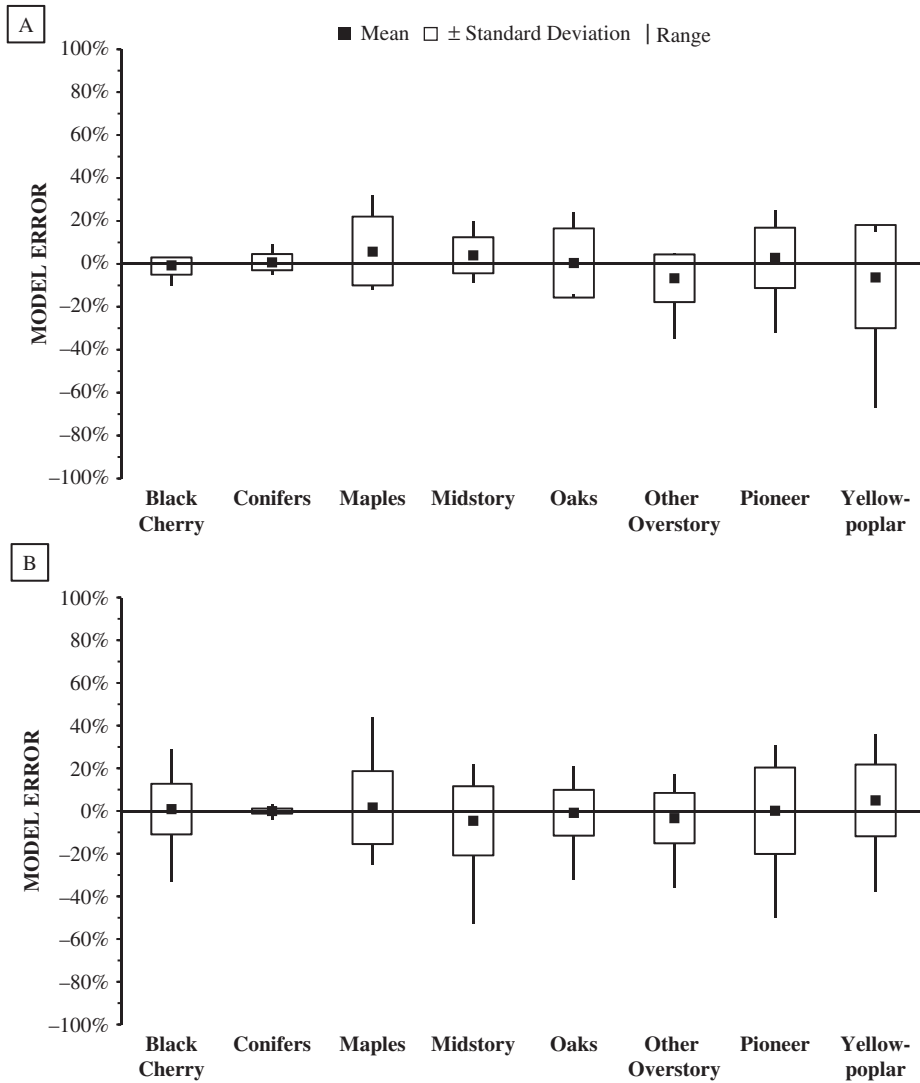 A
■ Mean □ ± Standard Deviation | Range
100%
80%
60%
40%
20%
0%
–20%
–40%
–60%
–80%
–100%
MODEL ERROR
Black Cherry
Conifers
Maples
Midstory
Oaks
Other Overstory
Pioneer
Yellow-poplar
B
100%
80%
60%
40%
20%
0%
–20%
–40%
–60%
–80%
–100%
MODEL ERROR
Black Cherry
Conifers
Maples
Midstory
Oaks
Other Overstory
Pioneer
Yellow-poplar